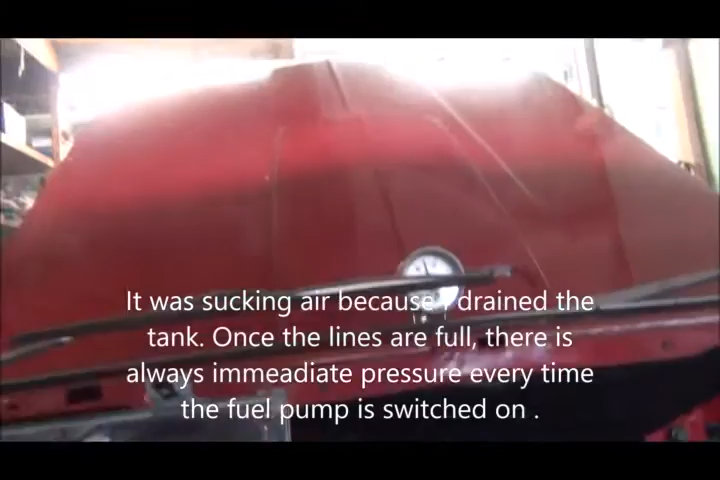 It was sucking air because I drained the
tank. Once the lines are full, there is
always immeadiate pressure every time
the fuel pump is switched on .